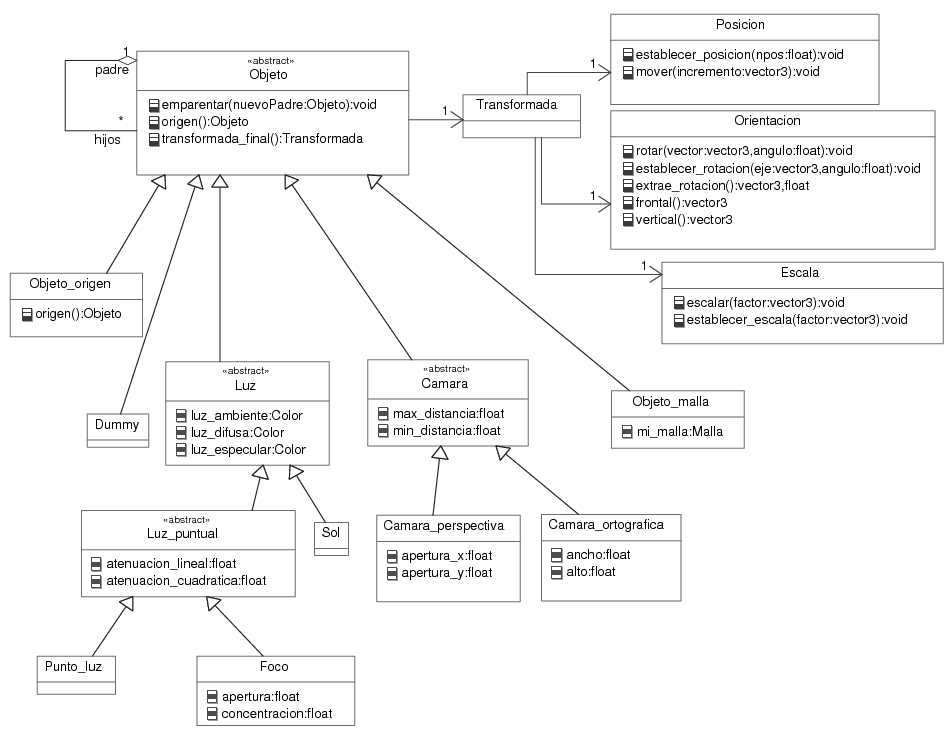 «abstract»
Objeto
emparentar(nuevoPadre:Objeto):void
origen():Objeto
transformada_final():Transformada
1
padre
*
hijos
1
Transformada
1
Posicion
establecer_posicion(npos:float):void
mover(incremento:vector3):void
1
Orientacion
rotar(vector:vector3,angulo:float):void
establecer_rotacion(eje:vector3,angulo:float):void
extrae_rotacion():vector3,float
frontal():vector3
vertical():vector3
1
Escala
escalar(factor:vector3):void
establecer_escala(factor:vector3):void
Objeto_origen
origen():Objeto
Dummy
«abstract»
Luz
luz_ambiente:Color
luz_difusa:Color
luz_especular:Color
«abstract»
Camara
max_distancia:float
min_distancia:float
Objeto_malla
mi_malla:Malla
«abstract»
Luz_puntual
atenuacion_lineal:float
atenuacion_cuadratica:float
Sol
Camara_perspectiva
apertura_x:float
apertura_y:float
Camara_ortografica
ancho:float
alto:float
Punto_luz
Foco
apertura:float
concentracion:float